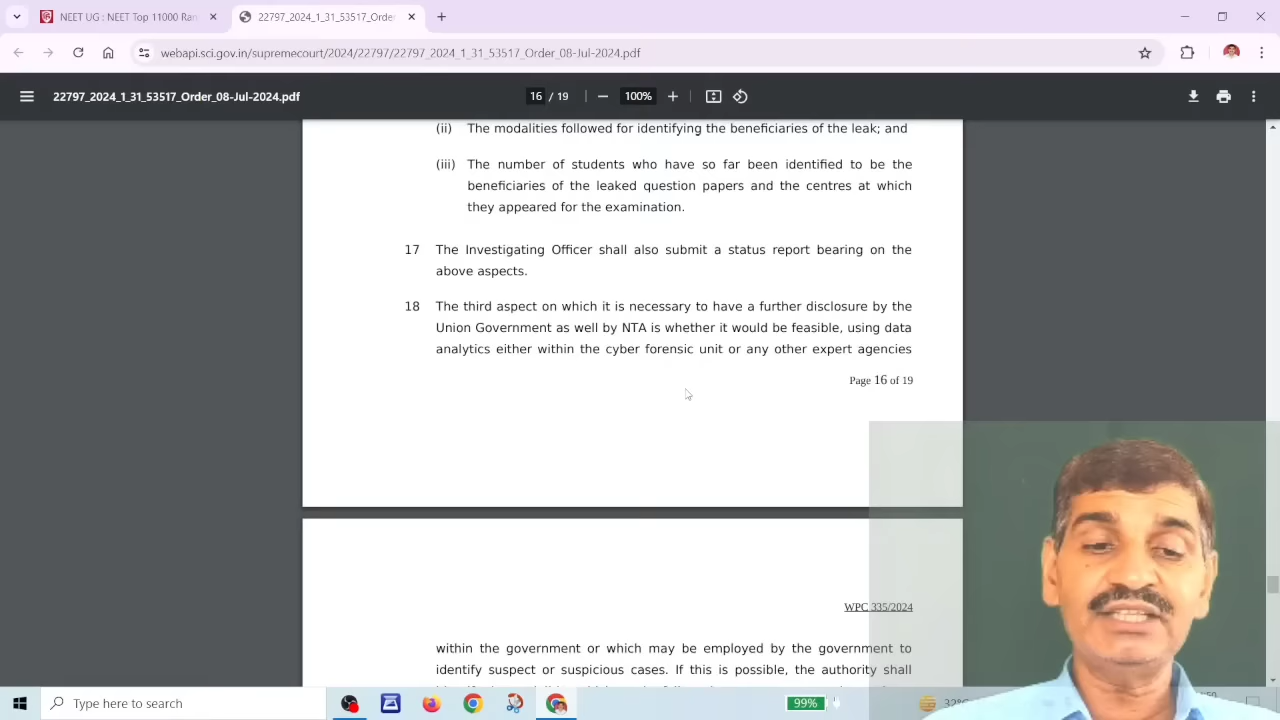 NEET UG : NEET Top 11000 Ran
22797_2024_1_31_53517_Orde
webapi.sci.gov.in/supremecourt/2024/22797/22797_2024_1_31_53517_Order_08-Jul-2024.pdf
22797_2024_1_31_53517_Order_08-Jul-2024.pdf
16 / 19
100%
(ii) The modalities followed for identifying the beneficiaries of the leak; and
(iii) The number of students who have so far been identified to be the
beneficiaries of the leaked question papers and the centres at which
they appeared for the examination.
17 The Investigating Officer shall also submit a status report bearing on the
above aspects.
18 The third aspect on which it is necessary to have a further disclosure by the
Union Government as well by NTA is whether it would be feasible, using data
analytics either within the cyber forensic unit or any other expert agencies
Page 16 of 19
WPC 335/2024
within the government or which may be employed by the government to
identify suspect or suspicious cases. If this is possible, the authority shall
Type here to search
99%